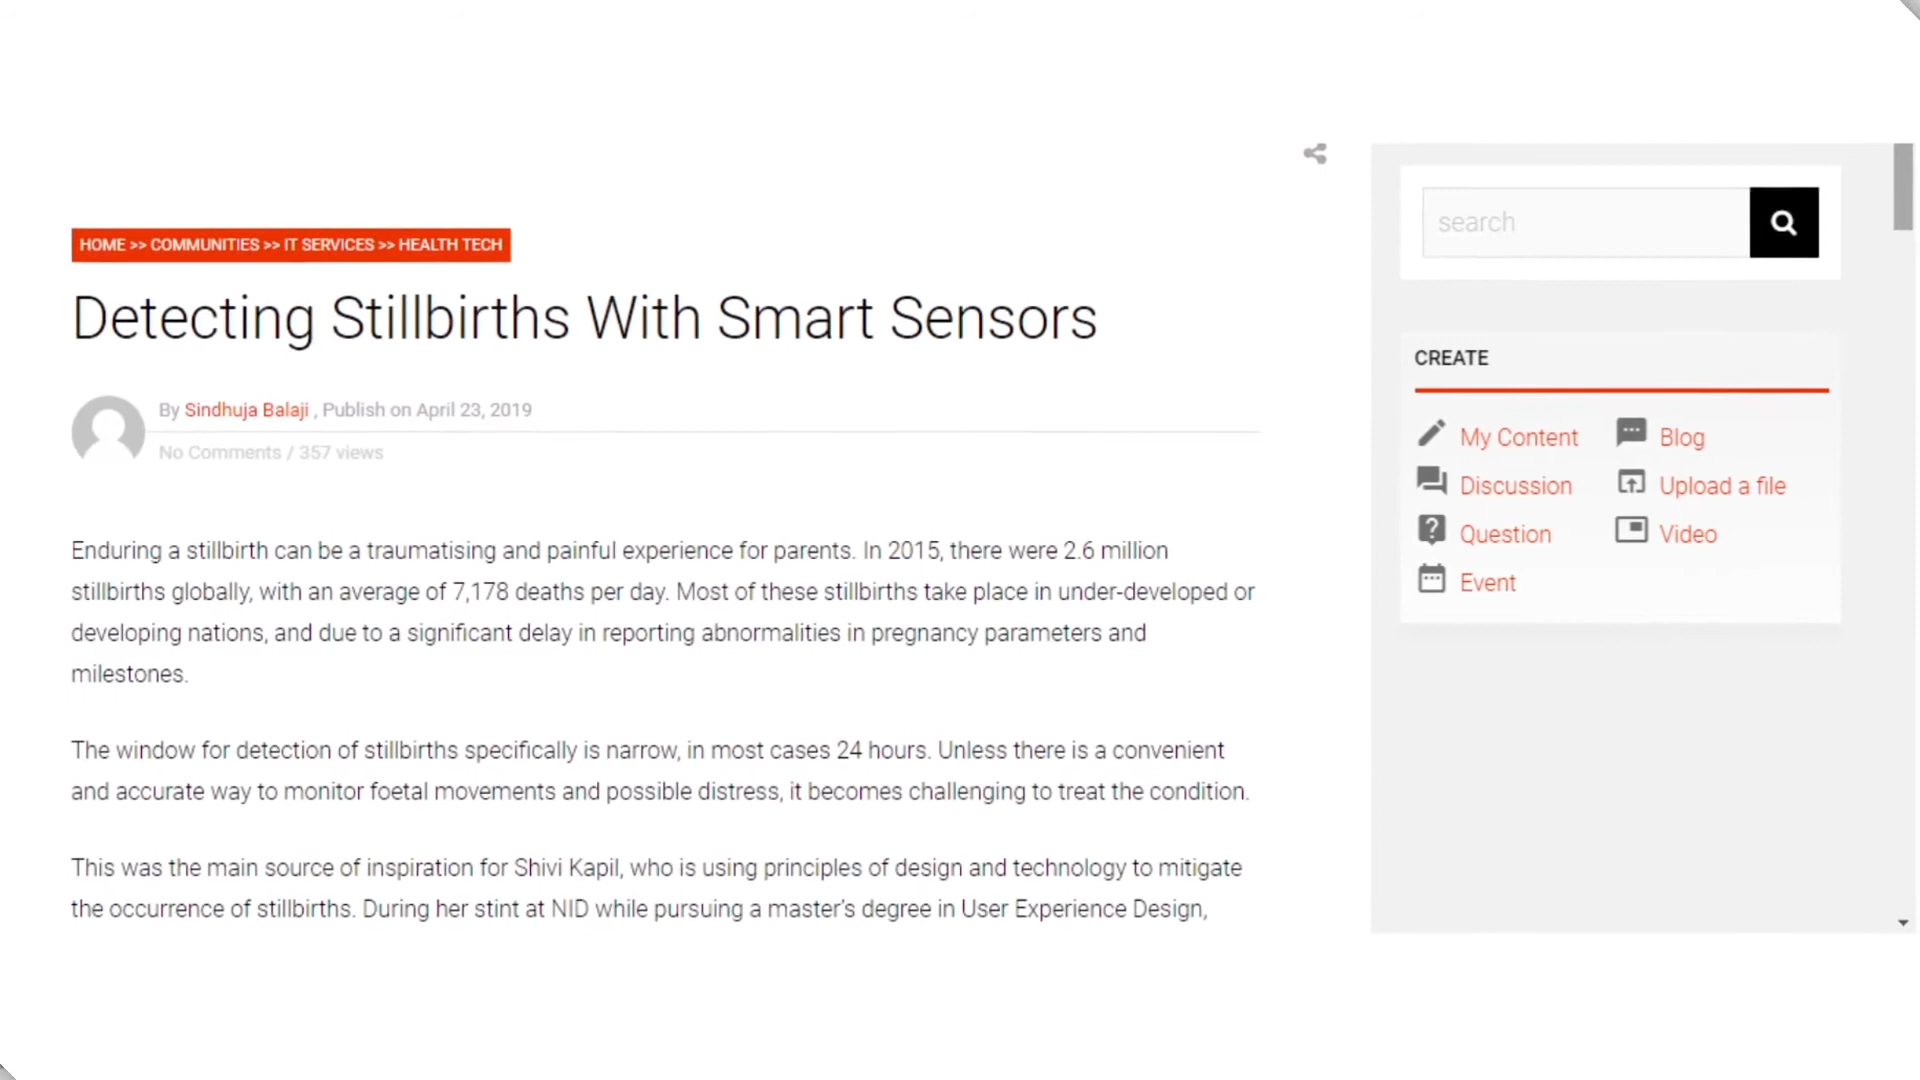 HOME >> COMMUNITIES >> IT SERVICES >> HEALTH TECH
Detecting Stillbirths With Smart Sensors
By Sindhuja Balaji , Publish on April 23, 2019
No Comments / 357 views
Enduring a stillbirth can be a traumatising and painful experience for parents. In 2015, there were 2.6 million
stillbirths globally, with an average of 7,178 deaths per day. Most of these stillbirths take place in under-developed or
developing nations, and due to a significant delay in reporting abnormalities in pregnancy parameters and
milestones.
The window for detection of stillbirths specifically is narrow, in most cases 24 hours. Unless there is a convenient
and accurate way to monitor foetal movements and possible distress, it becomes challenging to treat the condition.
This was the main source of inspiration for Shivi Kapil, who is using principles of design and technology to mitigate
the occurrence of stillbirths. During her stint at NID while pursuing a master's degree in User Experience Design,
search
CREATE
My Content
Blog
Discussion
Upload a file
Question
Video
Event